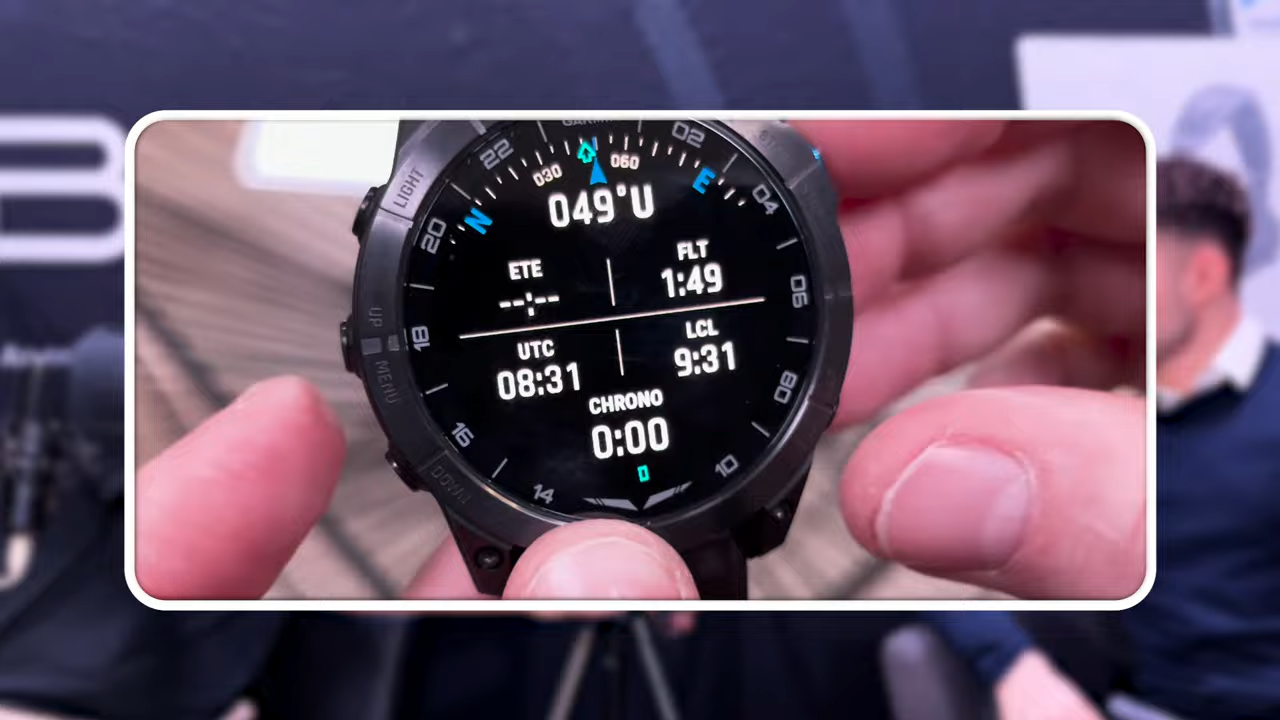 GARMIN
22
02
060
030
LIGHT
N
E
04
049°U
20
ETE
FLT
--:--
1:49
06
UP
18
UTC
LCL
08:31
9:31
MENU
08
CHRONO
0:00
16
10
DOWN
14
B